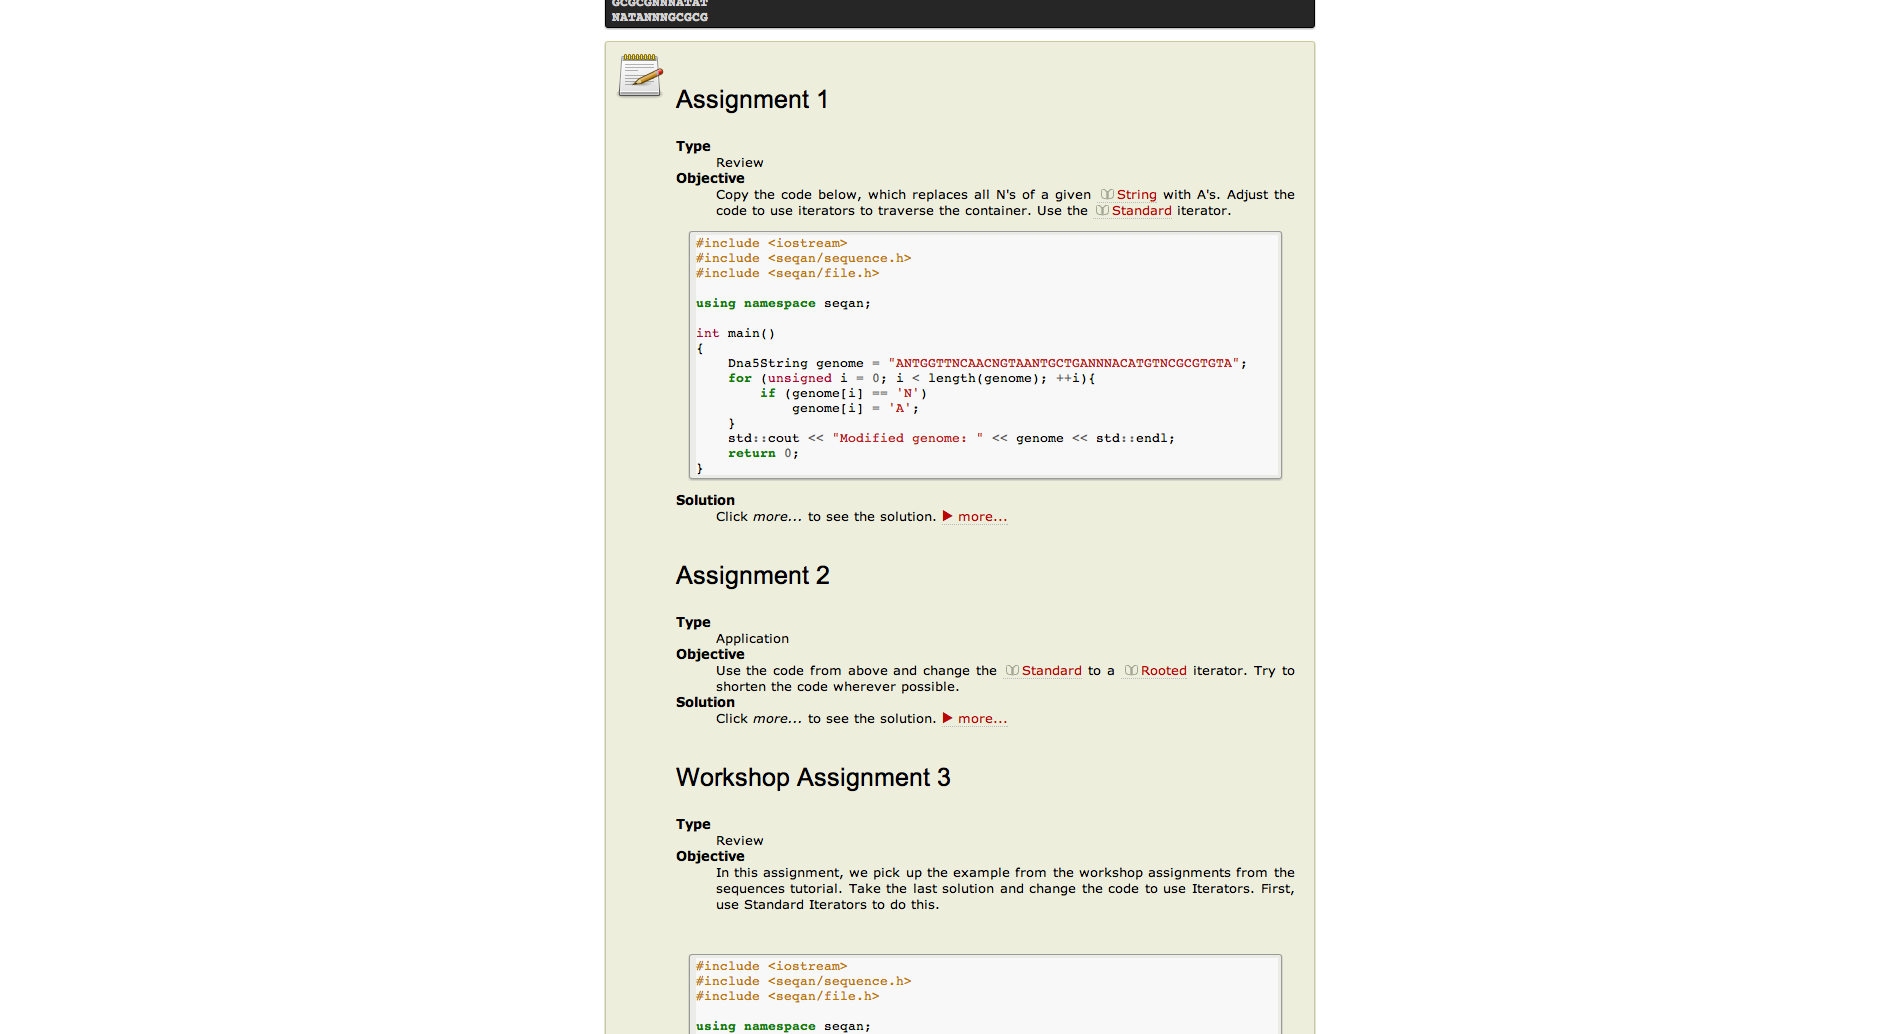 GCGCGNNNATAT
NATANNNGCGCG
Assignment 1
Type
Review
Objective
Copy the code below, which replaces all N's of a given String with A's. Adjust the
code to use iterators to traverse the container. Use the Standard iterator.
#include <iostream>
#include <seqan/sequence.h>
#include <seqan/file.h>
using namespace seqan;
int main()
{
Dna5String genome = "ANTGGTTNCAACNGTAANTGCTGANNNACATGTNCGCGTGTA";
for (unsigned i = 0; i < length(genome); ++i){
if (genome[i] == 'N')
genome[i] = 'A';
}
std::cout << "Modified genome: " << genome << std::endl;
return 0;
}
Solution
Click more... to see the solution. ▶ more...
Assignment 2
Type
Application
Objective
Use the code from above and change the Standard to a Rooted iterator. Try to
shorten the code wherever possible.
Solution
Click more... to see the solution. ▶ more...
Workshop Assignment 3
Type
Review
Objective
In this assignment, we pick up the example from the workshop assignments from the
sequences tutorial. Take the last solution and change the code to use Iterators. First,
use Standard Iterators to do this.
#include <iostream>
#include <seqan/sequence.h>
#include <seqan/file.h>
using namespace seqan;